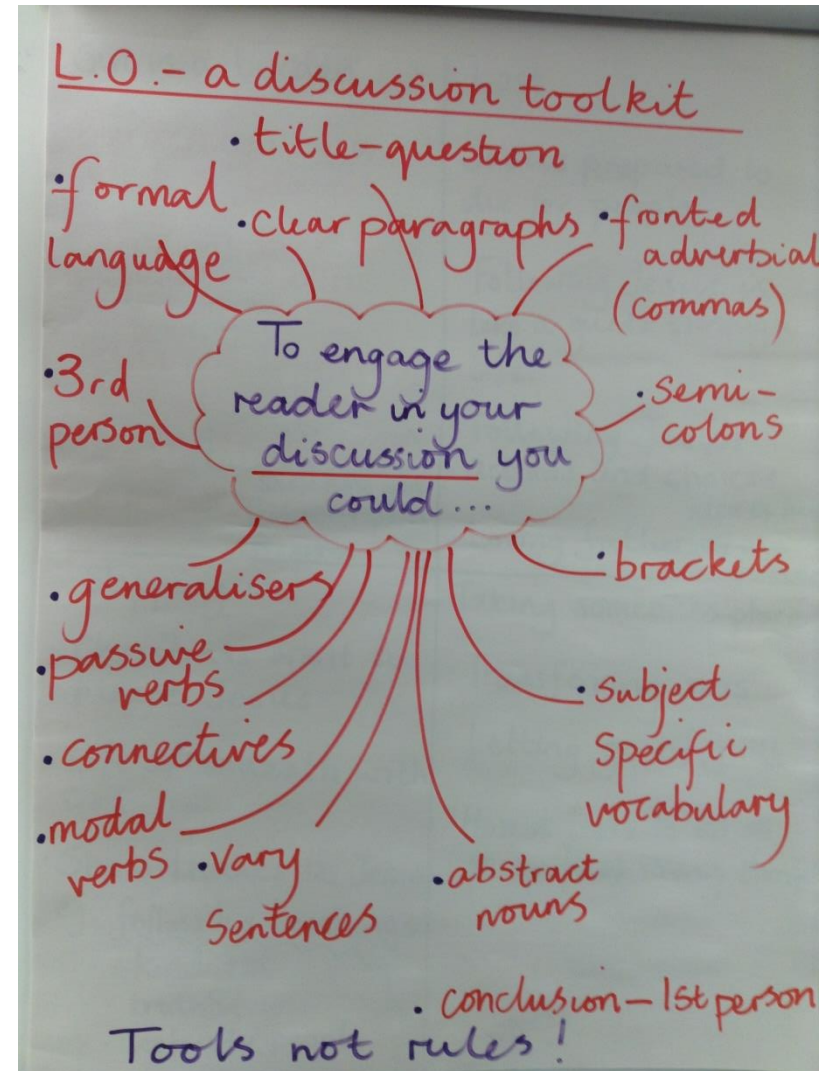 L.O. - a discussion toolkit
• title-question
• formal
language
• clear paragraphs
• fronted
adverbial
(commas)
To engage the
reader in your
discussion you
could...
• 3rd
person
• semi-
colons
• generalisers
• brackets
• passive
verbs
• subject
specific
vocabulary
• connectives
• modal
verbs
• vary
sentences
• abstract
nouns
• conclusion - 1st person
Tools not rules!